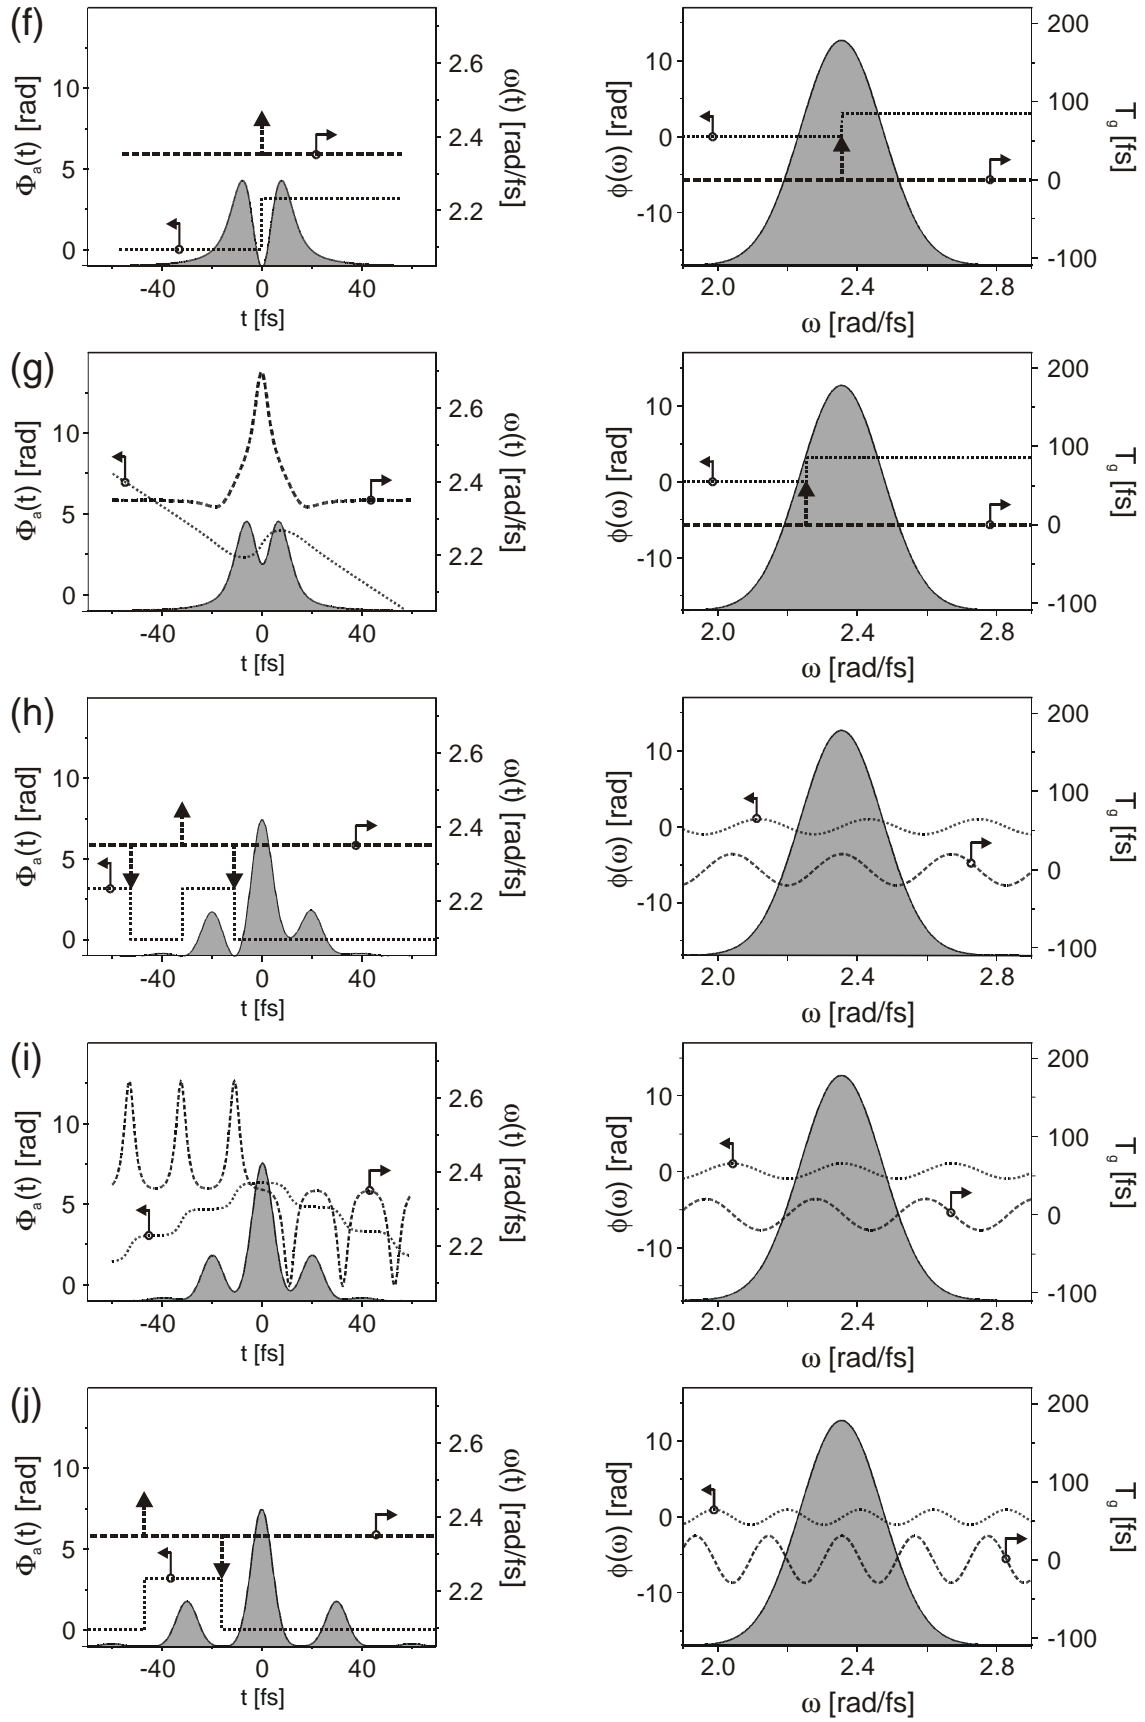 (f)
Φa(t) [rad]
10
5
0
2.6
2.4
2.2
ω(t) [rad/fs]
-40 0 40
t [fs]
ϕ(ω) [rad]
10
0
-10
200
100
0
-100
Tg [fs]
2.0 2.4 2.8
ω [rad/fs]
(g)
Φa(t) [rad]
10
5
0
2.6
2.4
2.2
ω(t) [rad/fs]
-40 0 40
t [fs]
ϕ(ω) [rad]
10
0
-10
200
100
0
-100
Tg [fs]
2.0 2.4 2.8
ω [rad/fs]
(h)
Φa(t) [rad]
10
5
0
2.6
2.4
2.2
ω(t) [rad/fs]
-40 0 40
t [fs]
ϕ(ω) [rad]
10
0
-10
200
100
0
-100
Tg [fs]
2.0 2.4 2.8
ω [rad/fs]
(i)
Φa(t) [rad]
10
5
0
2.6
2.4
2.2
ω(t) [rad/fs]
-40 0 40
t [fs]
ϕ(ω) [rad]
10
0
-10
200
100
0
-100
Tg [fs]
2.0 2.4 2.8
ω [rad/fs]
(j)
Φa(t) [rad]
10
5
0
2.6
2.4
2.2
ω(t) [rad/fs]
-40 0 40
t [fs]
ϕ(ω) [rad]
10
0
-10
200
100
0
-100
Tg [fs]
2.0 2.4 2.8
ω [rad/fs]